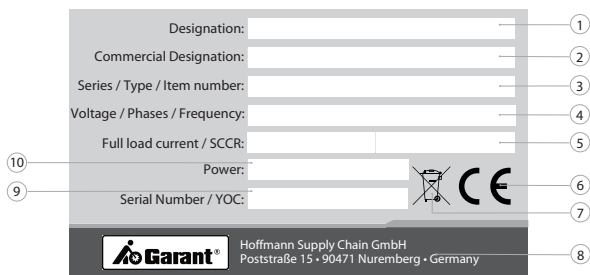 Designation: 1
Commercial Designation: 2
Series / Type / Item number: 3
Voltage / Phases / Frequency: 4
Full load current / SCCR: 5
10 Power:
CE 6
9 Serial Number / YOC:
7
Garant®
Hoffmann Supply Chain GmbH
Poststraße 15 • 90471 Nuremberg • Germany 8